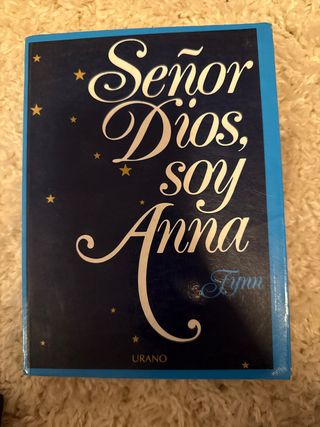 Señor
Dios,
soy
Anna
Fynn
URANO